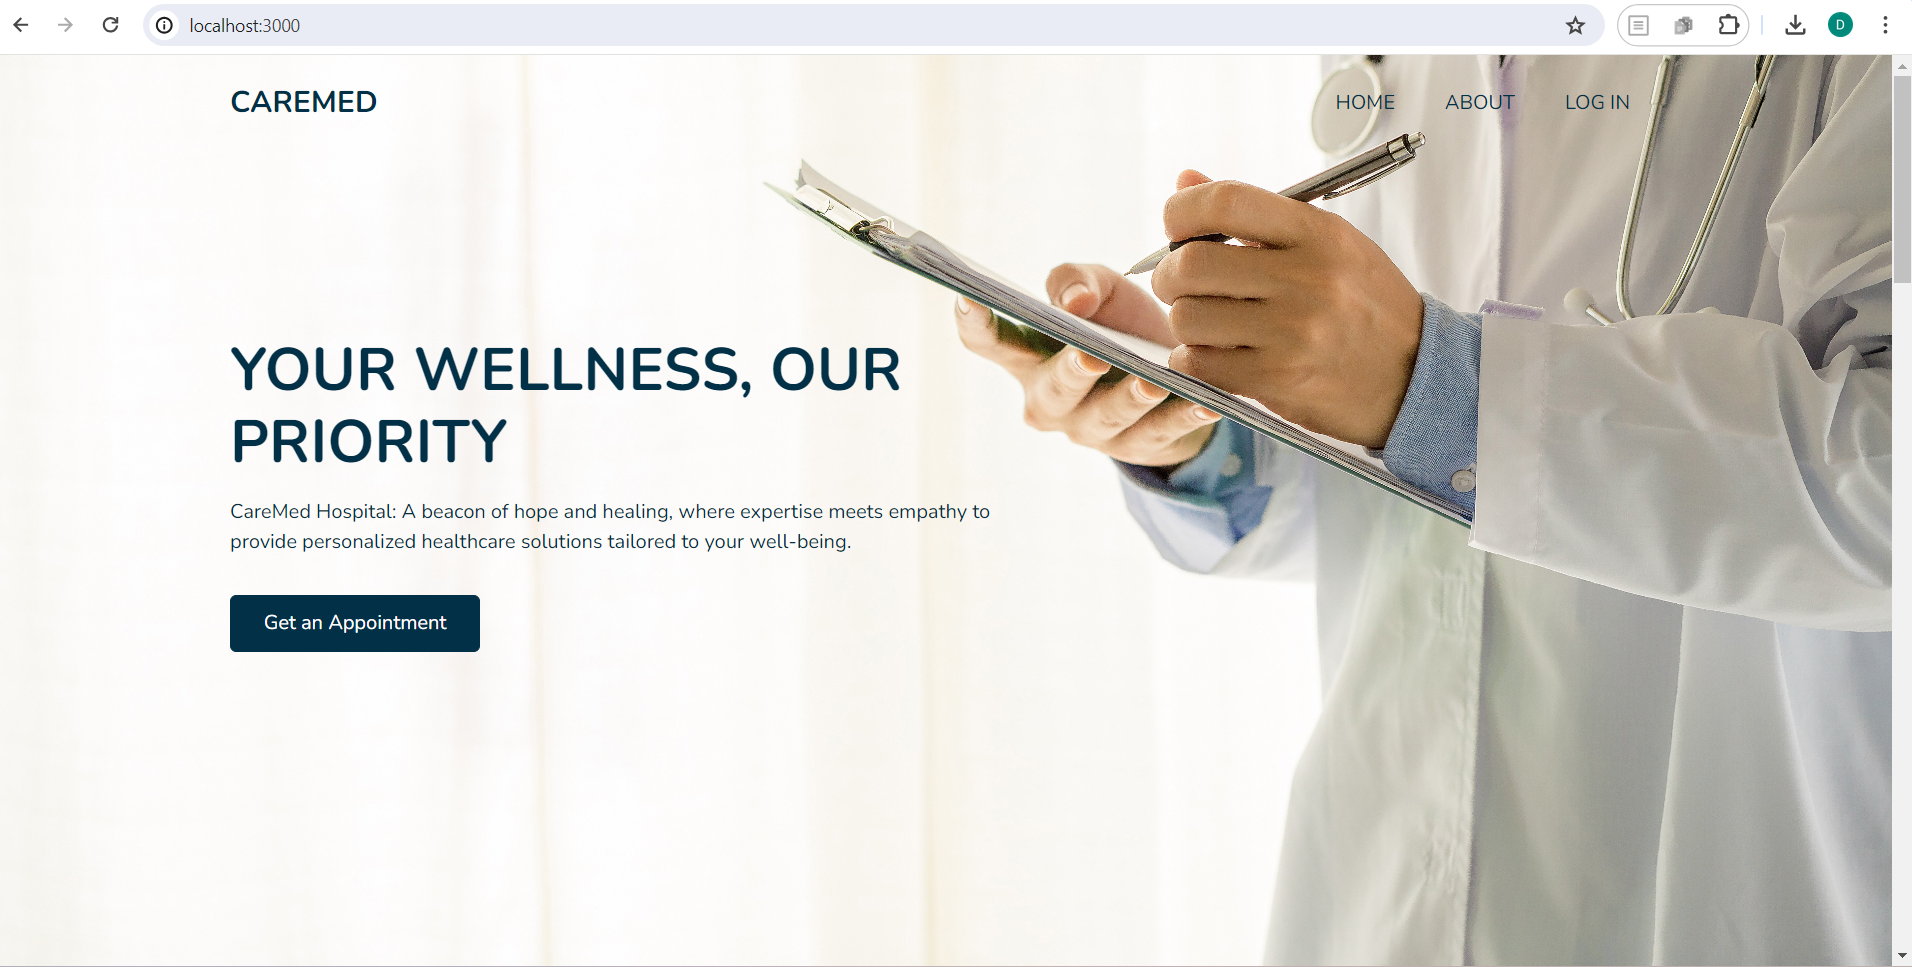 localhost:3000
D
CAREMED
HOME ABOUT LOG IN
YOUR WELLNESS, OUR
PRIORITY
CareMed Hospital: A beacon of hope and healing, where expertise meets empathy to
provide personalized healthcare solutions tailored to your well-being.
Get an Appointment